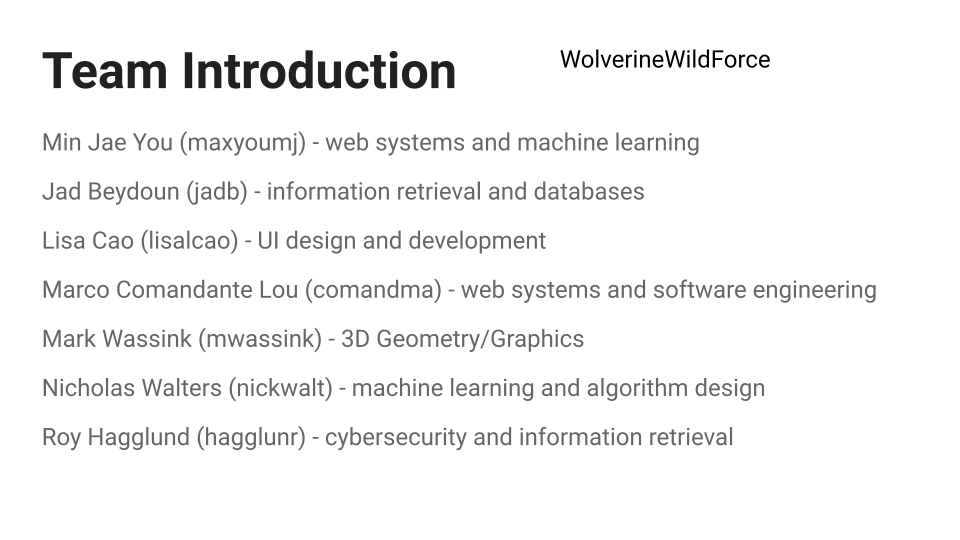 Team Introduction
WolverineWildForce
Min Jae You (maxyoumj) - web systems and machine learning
Jad Beydoun (jadb) - information retrieval and databases
Lisa Cao (lisalcao) - UI design and development
Marco Comandante Lou (comandma) - web systems and software engineering
Mark Wassink (mwassink) - 3D Geometry/Graphics
Nicholas Walters (nickwalt) - machine learning and algorithm design
Roy Hagglund (hagglunr) - cybersecurity and information retrieval